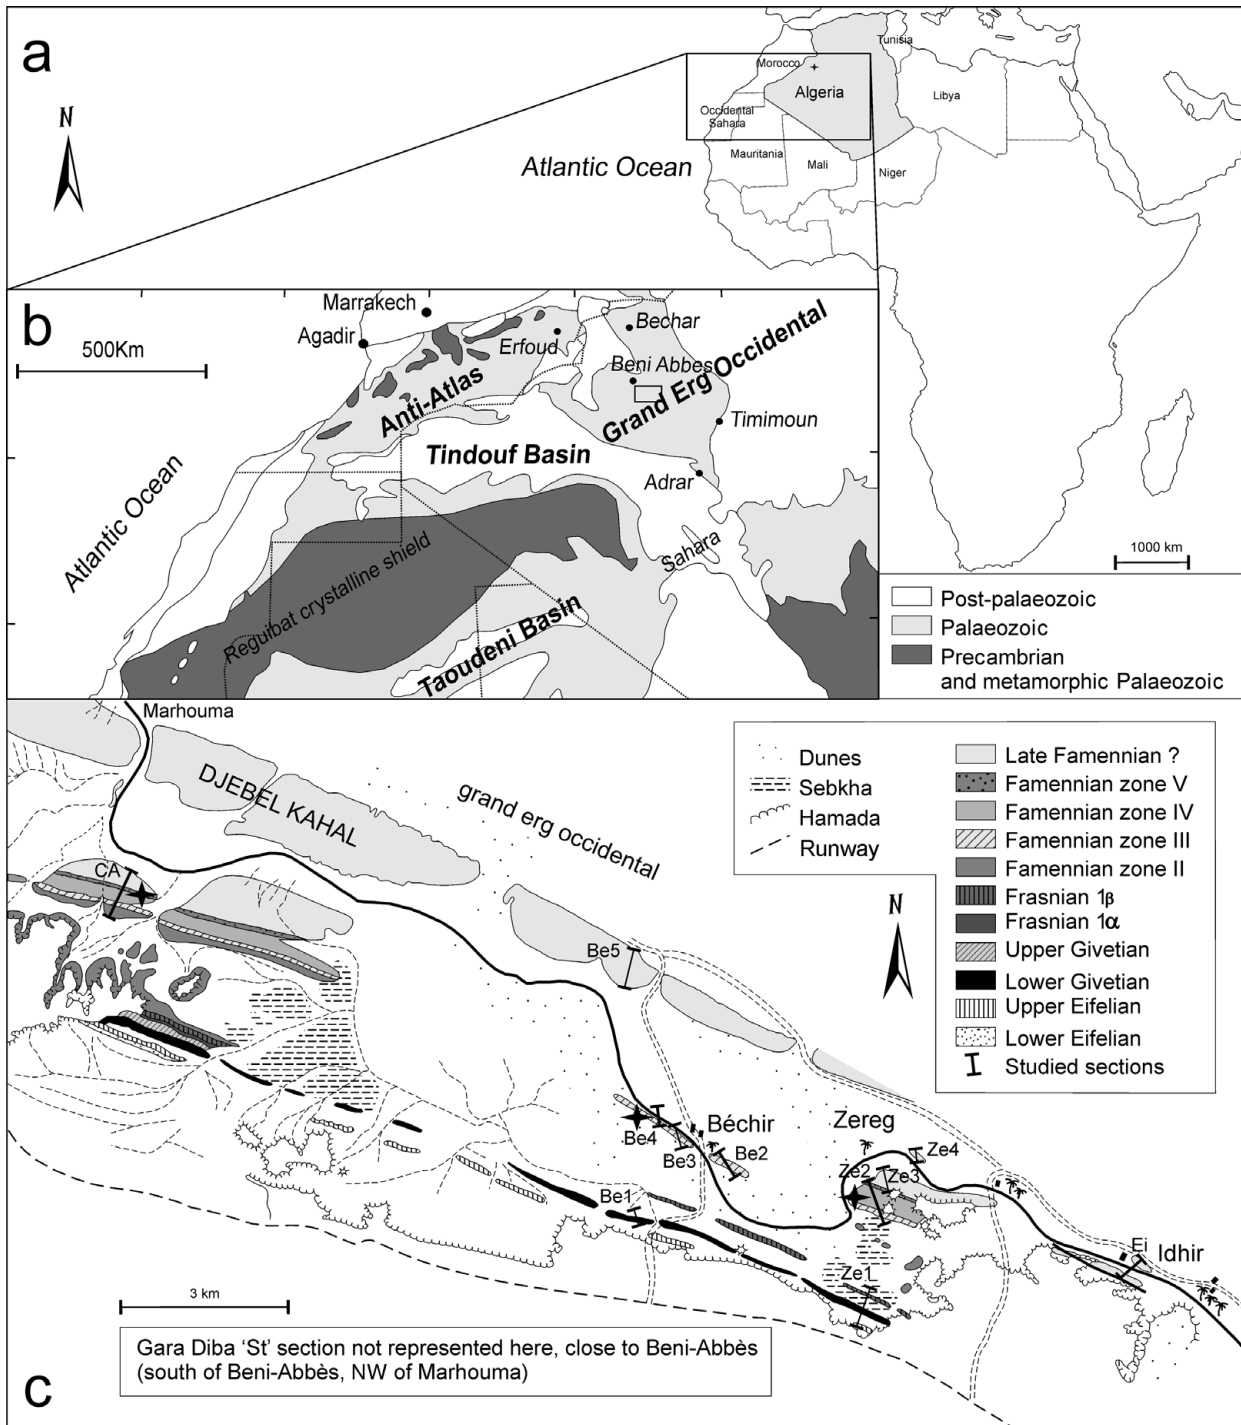 a
N
Tunisia
Morocco
Algeria
Libya
Occidental
Sahara
Mauritania
Mali
Niger
Atlantic Ocean
1000 km
b
500Km
Marrakech
Agadir
Erfoud
Bechar
Beni Abbes
Anti-Atlas
Grand Erg Occidental
Timimoun
Tindouf Basin
Adrar
Atlantic Ocean
Sahara
Reguibat crystalline shield
Taoudeni Basin
Post-palaeozoic
Palaeozoic
Precambrian
and metamorphic Palaeozoic
Marhouma
DJEBEL KAHAL
grand erg occidental
Dunes
Sebkha
Hamada
Runway
Late Famennian ?
Famennian zone V
Famennian zone IV
Famennian zone III
Famennian zone II
Frasnian 1β
Frasnian 1α
Upper Givetian
Lower Givetian
Upper Eifelian
Lower Eifelian
Studied sections
N
CA
Be5
Béchir
Be4
Be3
Be2
Be1
Zereg
Ze4
Ze2
Ze3
Ze1
Ei
Idhir
3 km
Gara Diba ‘St’ section not represented here, close to Beni-Abbès
(south of Beni-Abbès, NW of Marhouma)
c